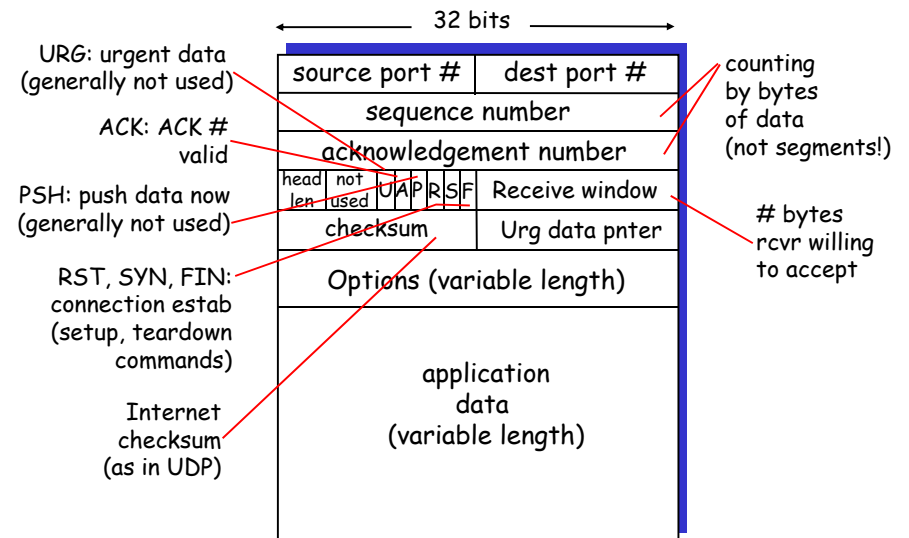 32 bits
URG: urgent data
(generally not used)
ACK: ACK #
valid
PSH: push data now
(generally not used)
RST, SYN, FIN:
connection estab
(setup, teardown
commands)
Internet
checksum
(as in UDP)
source port #
dest port #
sequence number
acknowledgement number
head
len
not
used
U
A
P
R
S
F
Receive window
checksum
Urg data pnter
Options (variable length)
application
data
(variable length)
counting
by bytes
of data
(not segments!)
# bytes
rcvr willing
to accept